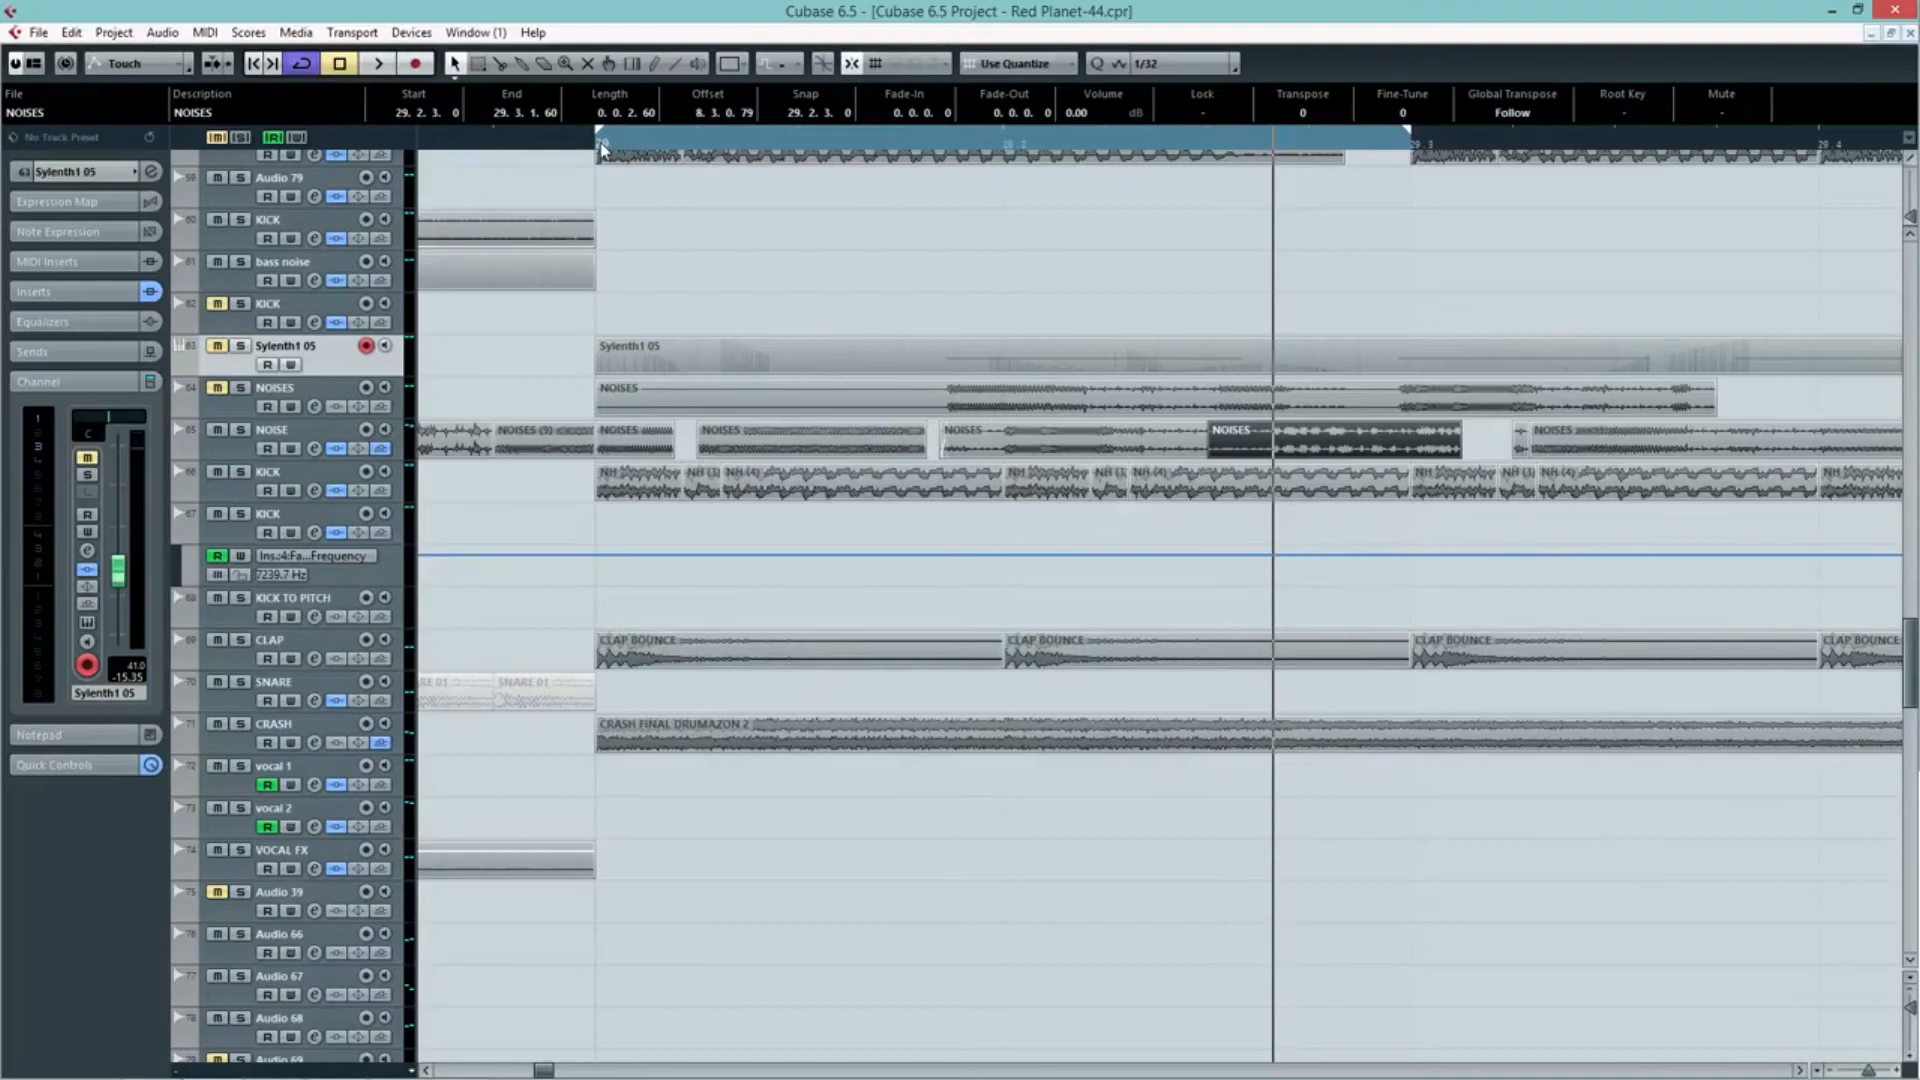 Cubase 6.5 - [Cubase 6.5 Project - Red Planet-44.cpr]
File Edit Project Audio MIDI Scores Media Transport Devices Window (1) Help
Touch Use Quantize Q 1/32
File Description Start End Length Offset Snap Fade-In Fade-Out Volume Lock Transpose Fine-Tune Global Transpose Root Key Mute
NOISES NOISES 29. 2. 3. 0 29. 3. 1. 60 0. 0. 2. 60 8. 3. 0. 79 29. 2. 3. 0 0. 0. 0. 0 0. 0. 0. 0 0.00 dB - 0 0 Follow - -
No Track Preset
29. 2 29. 3 29. 4
63 Sylenth1 05
Expression Map
Note Expression
MIDI Inserts
Inserts
Equalizers
Sends
Channel
C
41.0
-15.35
Sylenth1 05
Notepad
Quick Controls
59 m S Audio 79
R
60 m S KICK
R
61 m S bass noise
R
62 m S KICK
R
63 m S Sylenth1 05 Sylenth1 05
R
64 m S NOISES NOISES
R
65 m S NOISE NOISES (9) NOISES NOISES NOISES NOISES NOISES
R
66 m S KICK NH NH (3) NH (4) NH NH (3 NH (4) NH NH (3) NH (4) NH
R
67 m S KICK
R
R Ins.:4:Fa...Frequency
7239.7 Hz
68 m S KICK TO PITCH
R
69 m S CLAP CLAP BOUNCE CLAP BOUNCE CLAP BOUNCE CLAP BOUNCE
R
70 m S SNARE RE 01 SNARE 01
R
71 m S CRASH CRASH FINAL DRUMAZON 2
R
72 m S vocal 1
R
73 m S vocal 2
R
74 m S VOCAL FX
R
75 m S Audio 39
R
76 m S Audio 66
R
77 m S Audio 67
R
78 m S Audio 68
R
79 m S Audio 69